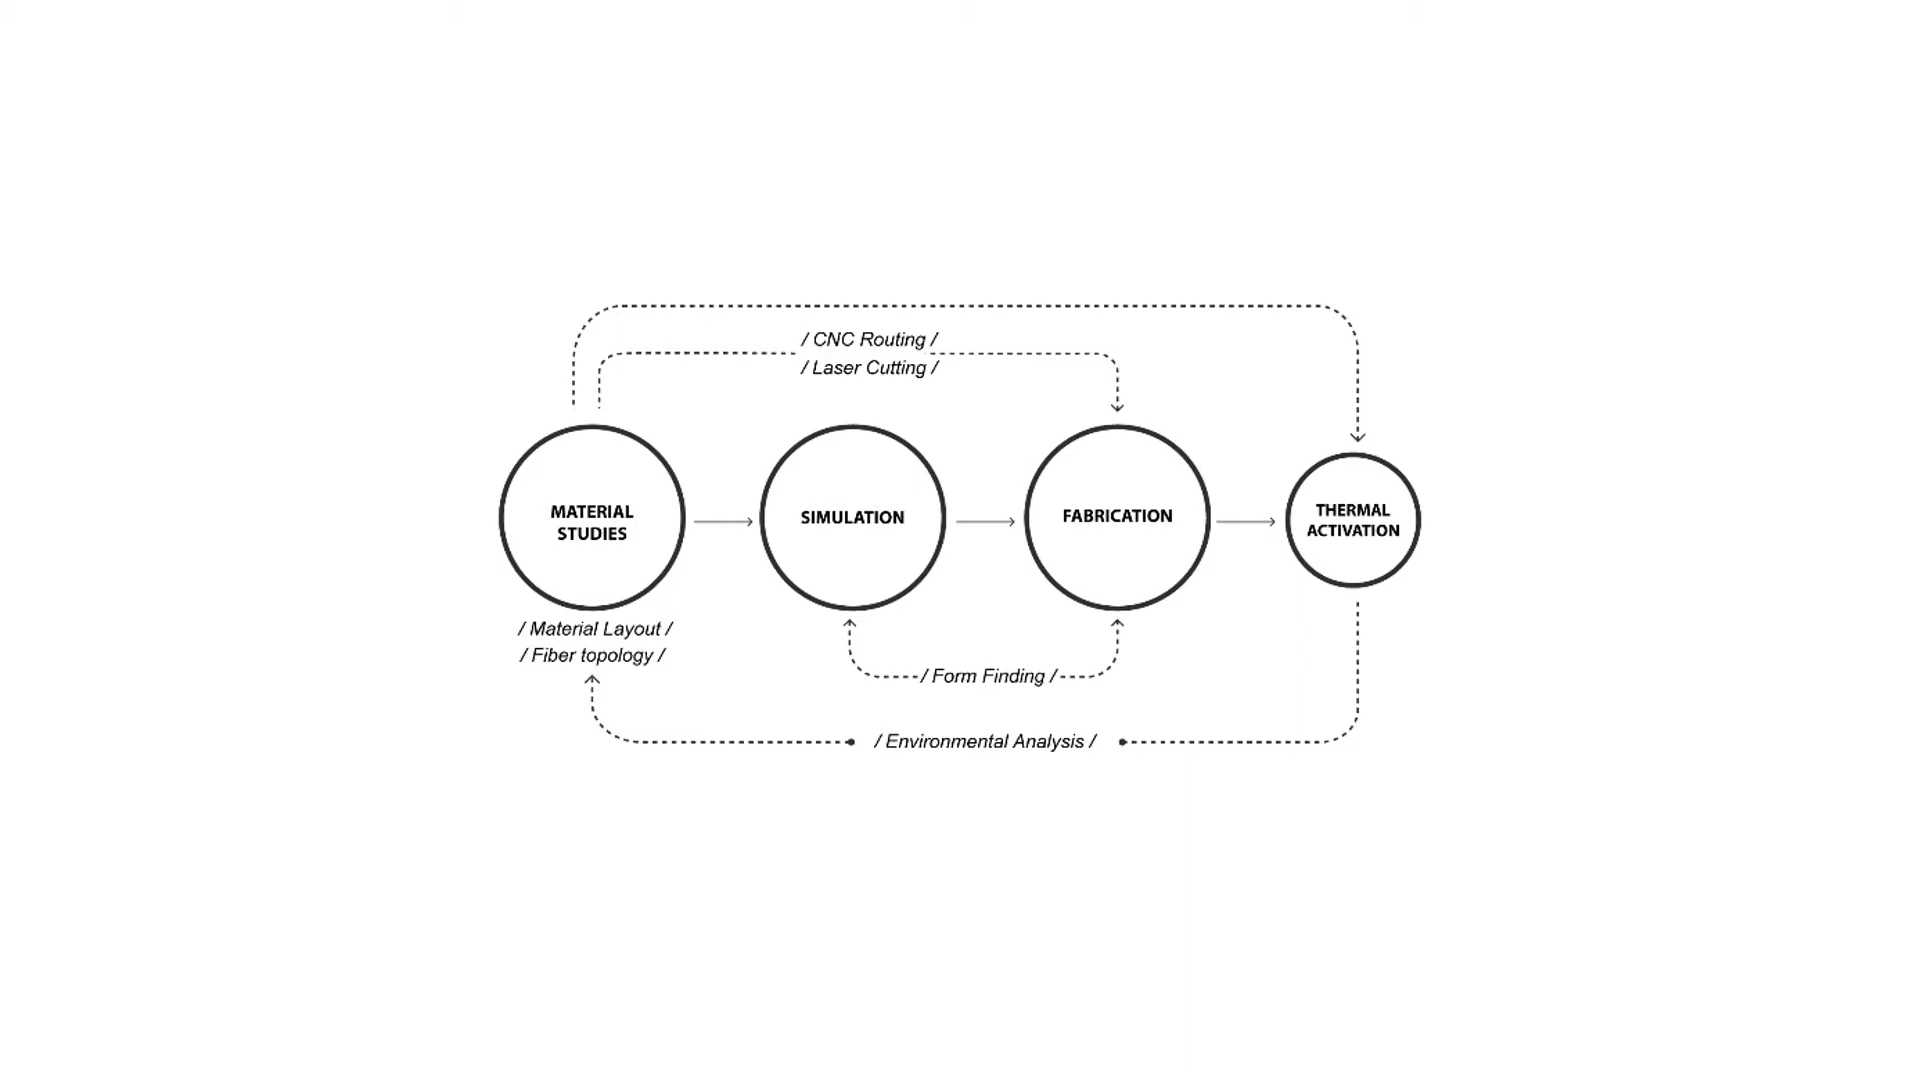 / CNC Routing /
/ Laser Cutting /
MATERIAL
STUDIES
SIMULATION
FABRICATION
THERMAL
ACTIVATION
/ Material Layout /
/ Fiber topology /
/ Form Finding /
/ Environmental Analysis /